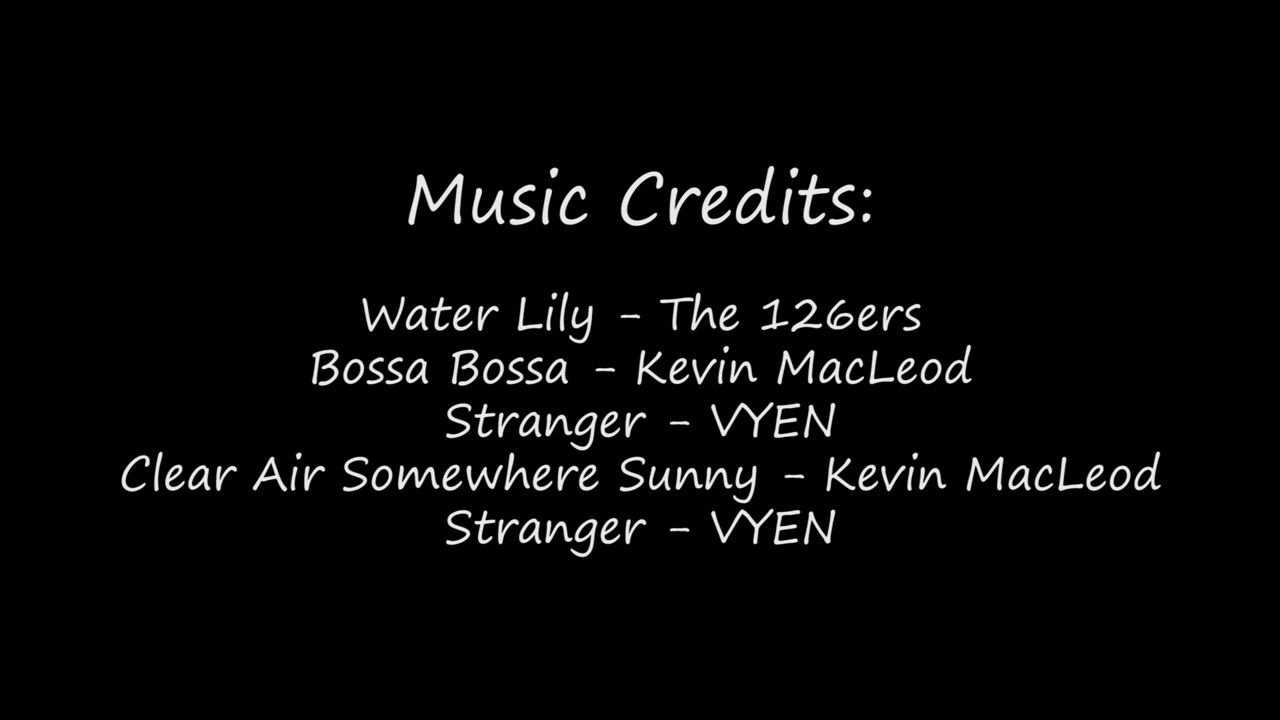 Music Credits:
Water Lily - The 126ers
Bossa Bossa - Kevin MacLeod
Stranger - VYEN
Clear Air Somewhere Sunny - Kevin MacLeod
Stranger - VYEN